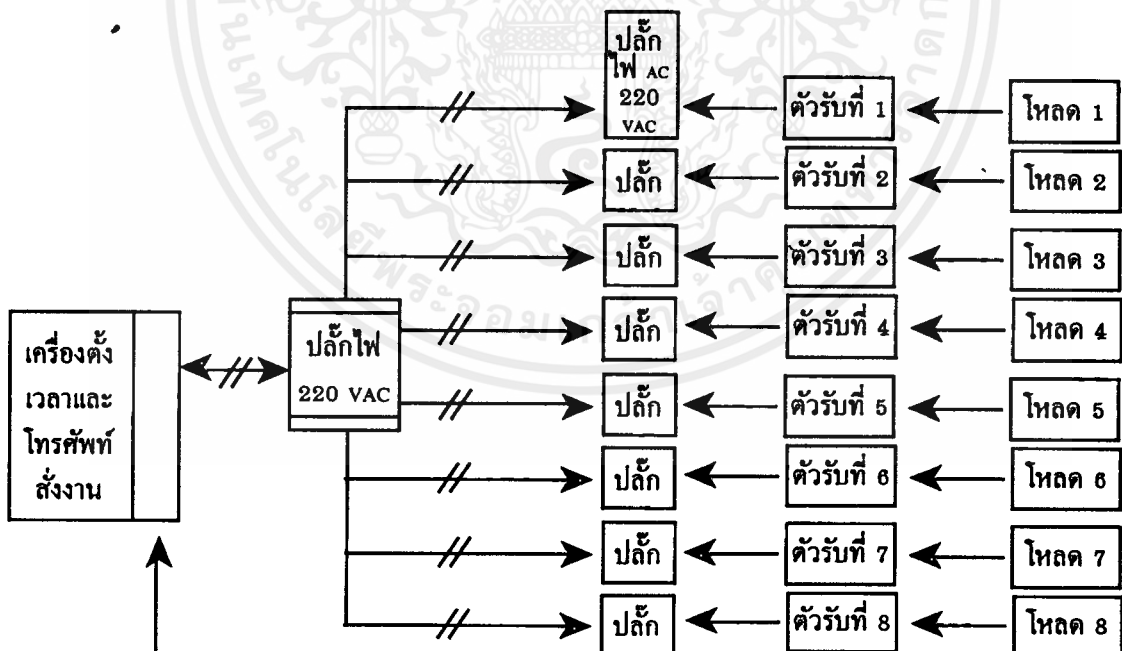 ปลั๊ก
ไฟ AC
220
VAC
ตัวรับที่ 1
โหลด 1
ปลั๊ก
ตัวรับที่ 2
โหลด 2
ปลั๊ก
ตัวรับที่ 3
โหลด 3
ปลั๊ก
ตัวรับที่ 4
โหลด 4
เครื่องตั้ง
เวลาและ
โทรศัพท์
สั่งงาน
ปลั๊กไฟ
220 VAC
ปลั๊ก
ตัวรับที่ 5
โหลด 5
ปลั๊ก
ตัวรับที่ 6
โหลด 6
ปลั๊ก
ตัวรับที่ 7
โหลด 7
ปลั๊ก
ตัวรับที่ 8
โหลด 8